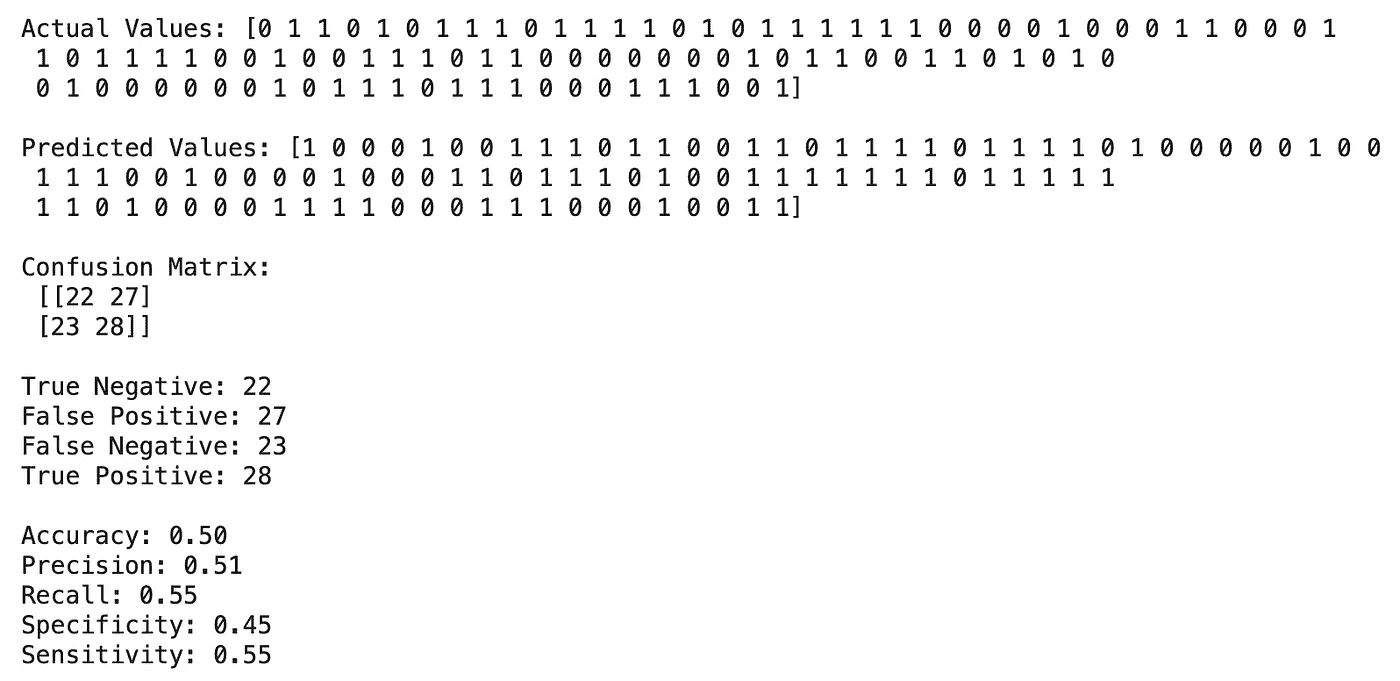 Actual Values: [0 1 1 0 1 0 1 1 1 0 1 1 1 1 0 1 0 1 1 1 1 1 1 0 0 0 0 1 0 0 0 1 1 0 0 0 1
1 0 1 1 1 1 0 0 1 0 0 1 1 1 0 1 1 0 0 0 0 0 0 0 1 0 1 1 0 0 1 1 0 1 0 1 0
0 1 0 0 0 0 0 0 1 0 1 1 1 0 1 1 1 0 0 0 1 1 1 0 0 1]
Predicted Values: [1 0 0 0 1 0 0 1 1 1 0 1 1 0 0 1 1 0 1 1 1 1 0 1 1 1 1 0 1 0 0 0 0 0 1 0 0
1 1 1 0 0 1 0 0 0 0 1 0 0 0 1 1 0 1 1 1 0 1 0 0 1 1 1 1 1 1 1 0 1 1 1 1 1
1 1 0 1 0 0 0 0 1 1 1 1 0 0 0 1 1 1 0 0 0 1 0 0 1 1]
Confusion Matrix:
[[22 27]
[23 28]]
True Negative: 22
False Positive: 27
False Negative: 23
True Positive: 28
Accuracy: 0.50
Precision: 0.51
Recall: 0.55
Specificity: 0.45
Sensitivity: 0.55